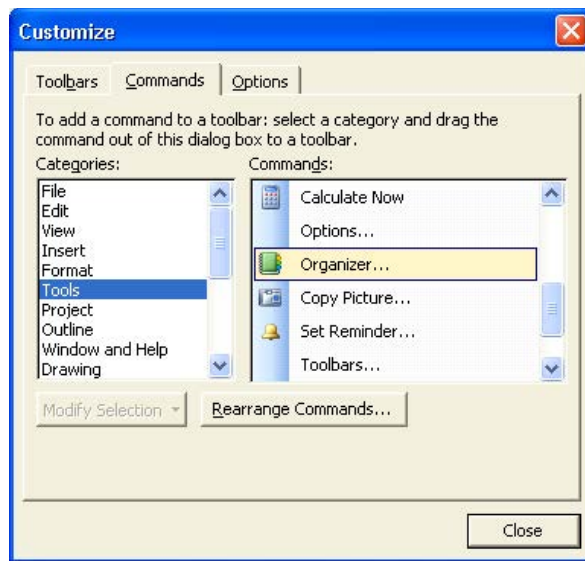 Customize
Toolbars
Commands
Options
To add a command to a toolbar: select a category and drag the
command out of this dialog box to a toolbar.
Categories:
File
Edit
View
Insert
Format
Tools
Project
Outline
Window and Help
Drawing
Commands:
Calculate Now
Options...
Organizer...
Copy Picture...
Set Reminder...
Toolbars...
Modify Selection
Rearrange Commands...
Close